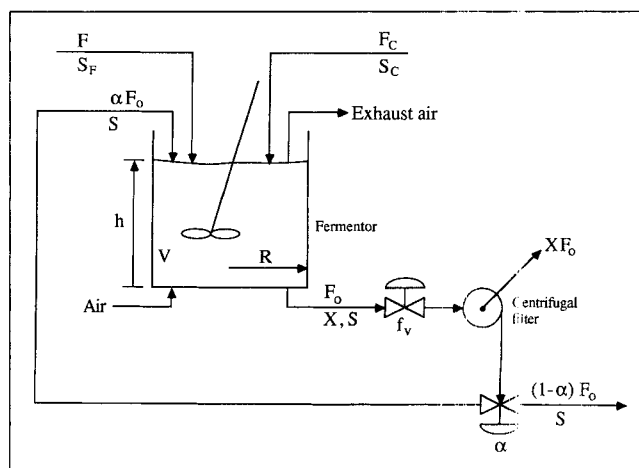 F
S_F
F_C
S_C
αF_o
S
Exhaust air
h
V
R
Fermentor
Air
F_o
X, S
f_v
XF_o
Centrifugal
filter
(1-α) F_o
S
α